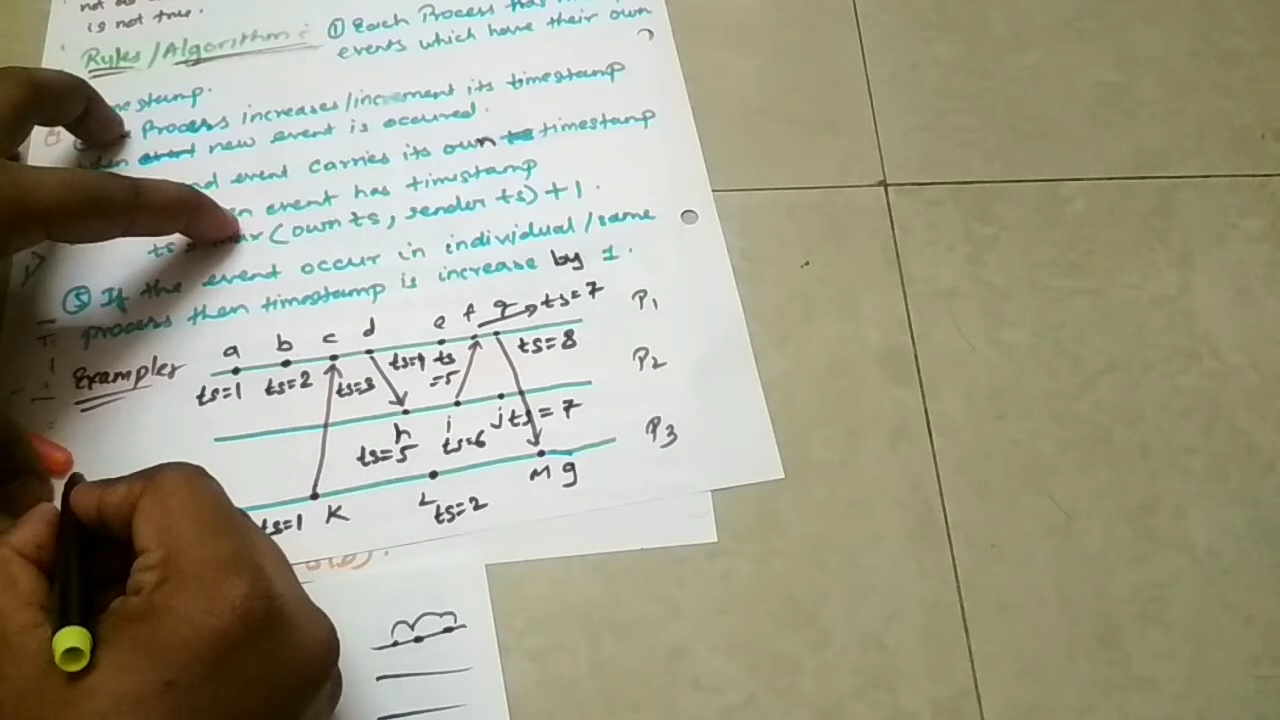 is not true.
Rules/Algorithm: ① Each Process has
events which have their own
mestamp.
Process increases/increment its timestamp
new event is occured.
nd event carries its own timestamp
n event has timestamp
ts (own ts, sender ts) + 1.
⑤ If the event occur in individual/same
process then timestamp is increase by 1.
Examples
a b c d e f g → ts=7 P1
ts=1 ts=2 ts=3 ts=4 ts=5 ts=8
P2
h i j ts=7
ts=5 ts=6
P3
M 9
ts=1 K L ts=2